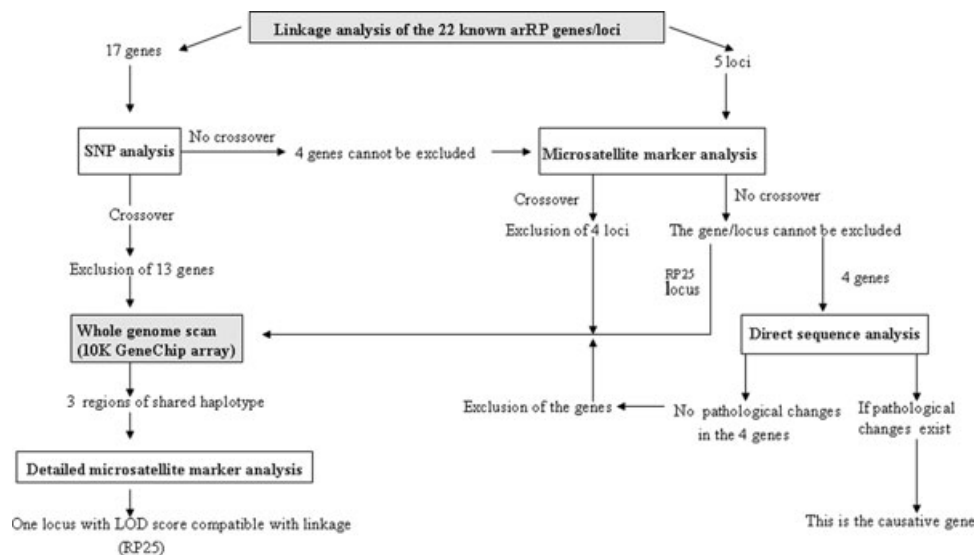 Linkage analysis of the 22 known arRP genes/loci
17 genes
5 loci
SNP analysis
No crossover
4 genes cannot be excluded
Microsatellite marker analysis
Crossover
Crossover
No crossover
Exclusion of 4 loci
The gene/locus cannot be excluded
Exclusion of 13 genes
RP25
locus
4 genes
Whole genome scan
(10K GeneChip array)
Direct sequence analysis
3 regions of shared haplotype
Exclusion of the genes
No pathological changes
in the 4 genes
If pathological
changes exist
Detailed microsatellite marker analysis
One locus with LOD score compatible with linkage
(RP25)
This is the causative gene